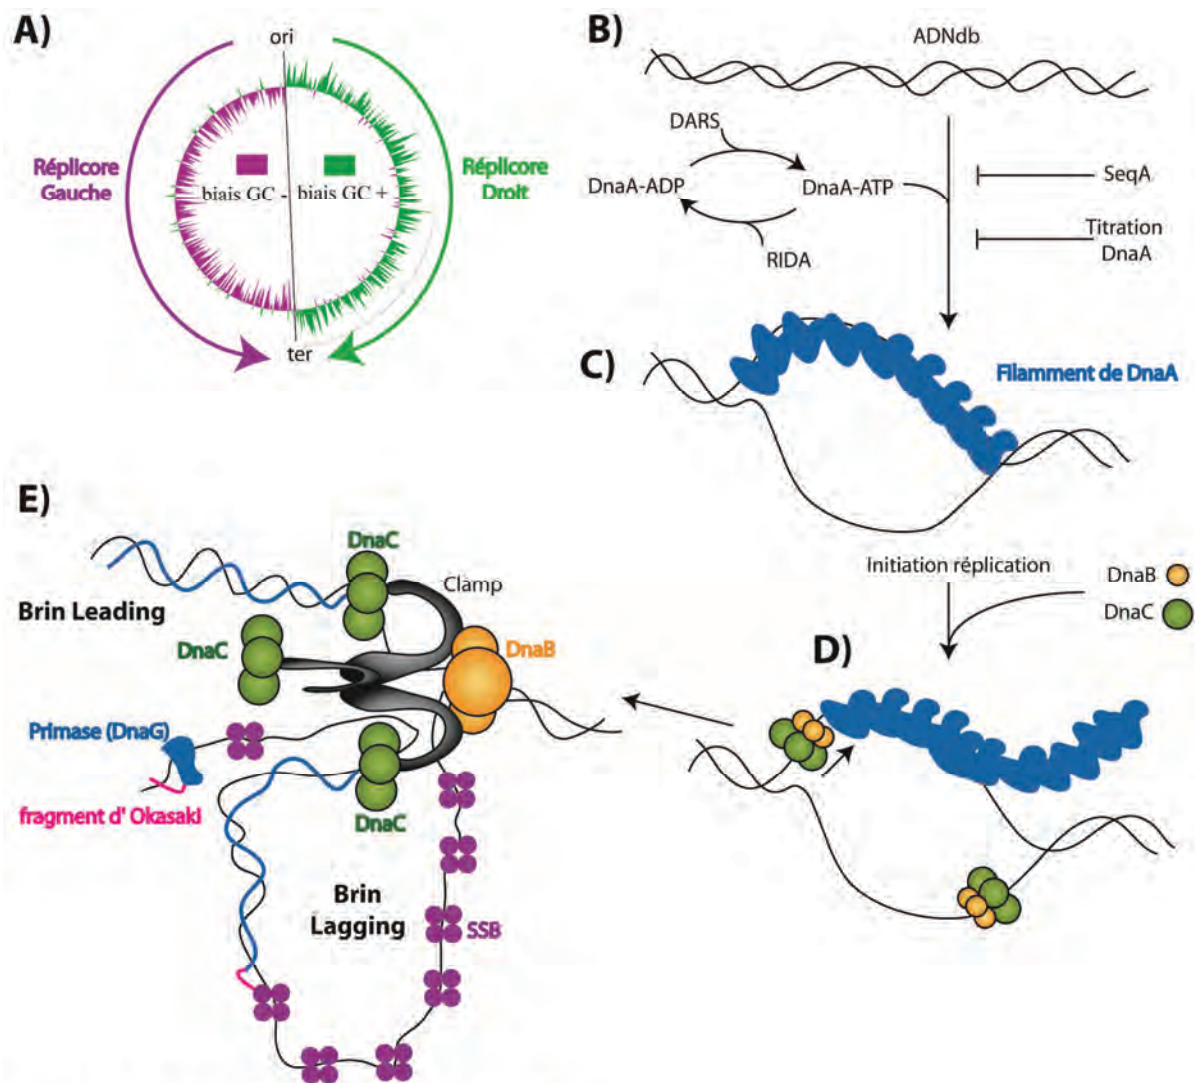 A)
ori
Réplicore
Gauche
biais GC -
biais GC +
Réplicore
Droit
ter
B)
ADNdb
DARS
DnaA-ADP
DnaA-ATP
RIDA
SeqA
Titration
DnaA
C)
Filamment de DnaA
Initiation réplication
DnaB
DnaC
D)
E)
DnaC
Clamp
Brin Leading
DnaC
DnaB
Primase (DnaG)
fragment d' Okasaki
DnaC
Brin
Lagging
SSB